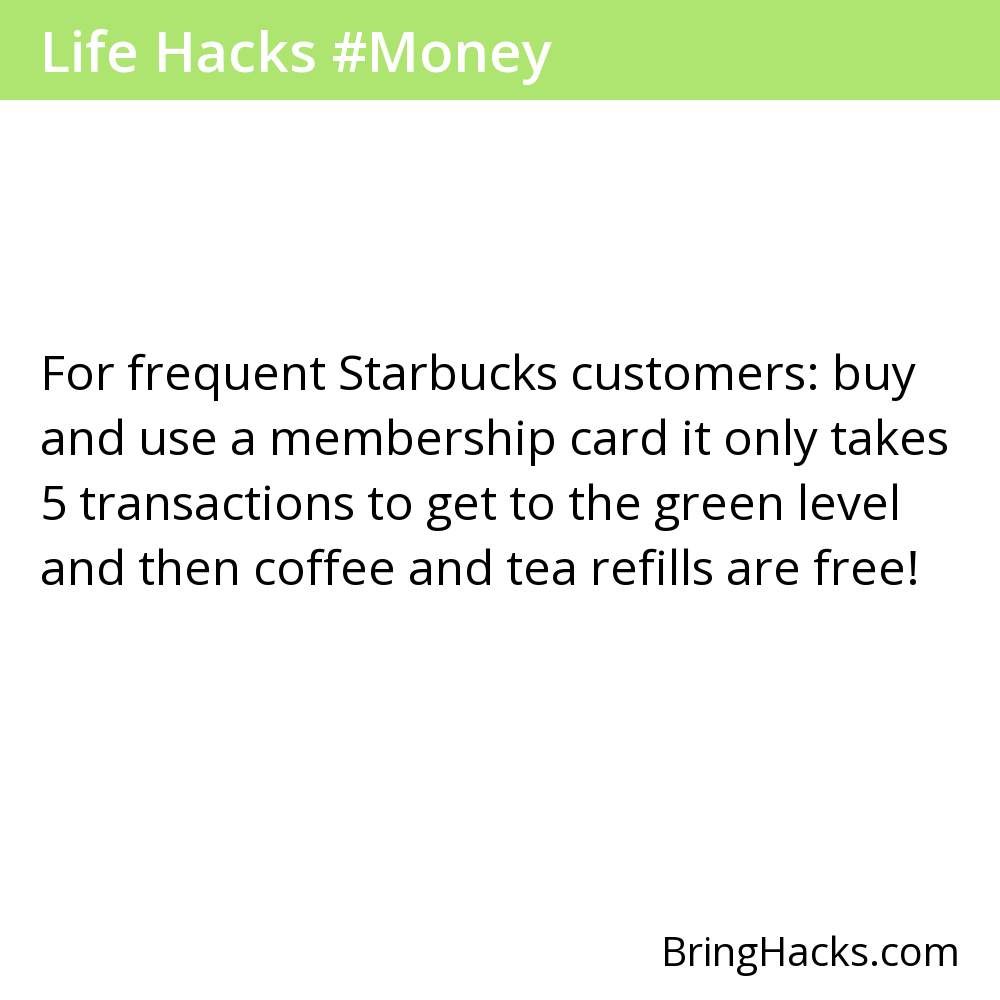 Life Hacks #Money
For frequent Starbucks customers: buy
and use a membership card it only takes
5 transactions to get to the green level
and then coffee and tea refills are free!
BringHacks.com